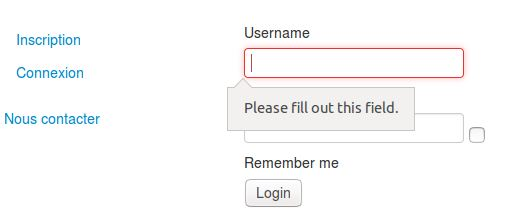 Username
Inscription
Connexion
Please fill out this field.
Nous contacter
Remember me
Login